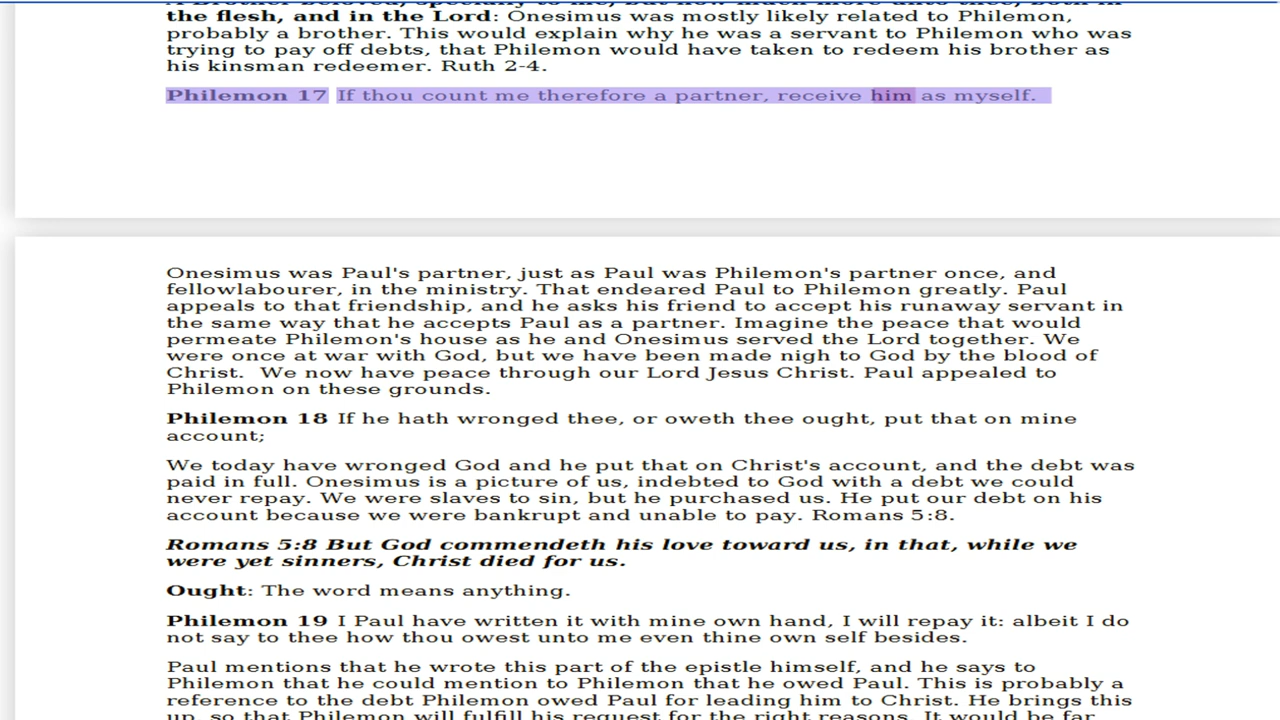 the flesh, and in the Lord: Onesimus was mostly likely related to Philemon,
probably a brother. This would explain why he was a servant to Philemon who was
trying to pay off debts, that Philemon would have taken to redeem his brother as
his kinsman redeemer. Ruth 2-4.
Philemon 17 If thou count me therefore a partner, receive him as myself.
Onesimus was Paul's partner, just as Paul was Philemon's partner once, and
fellowlabourer, in the ministry. That endeared Paul to Philemon greatly. Paul
appeals to that friendship, and he asks his friend to accept his runaway servant in
the same way that he accepts Paul as a partner. Imagine the peace that would
permeate Philemon's house as he and Onesimus served the Lord together. We
were once at war with God, but we have been made nigh to God by the blood of
Christ.  We now have peace through our Lord Jesus Christ. Paul appealed to
Philemon on these grounds.
Philemon 18 If he hath wronged thee, or oweth thee ought, put that on mine
account;
We today have wronged God and he put that on Christ's account, and the debt was
paid in full. Onesimus is a picture of us, indebted to God with a debt we could
never repay. We were slaves to sin, but he purchased us. He put our debt on his
account because we were bankrupt and unable to pay. Romans 5:8.
Romans 5:8 But God commendeth his love toward us, in that, while we
were yet sinners, Christ died for us.
Ought: The word means anything.
Philemon 19 I Paul have written it with mine own hand, I will repay it: albeit I do
not say to thee how thou owest unto me even thine own self besides.
Paul mentions that he wrote this part of the epistle himself, and he says to
Philemon that he could mention to Philemon that he owed Paul. This is probably a
reference to the debt Philemon owed Paul for leading him to Christ. He brings this
up, so that Philemon will fulfill his request for the right reasons. It would be far